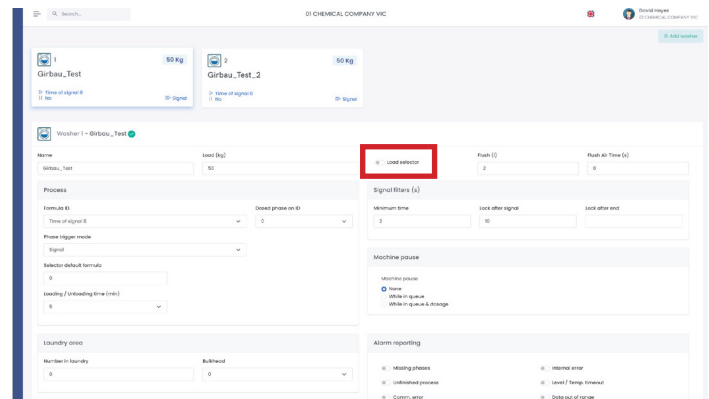 Search...
01 CHEMICAL COMPANY VIC
David Hayes
01 CHEMICAL COMPANY VIC
Add washer
1
50 Kg
Girbau_Test
Time of signal B
No
Signal
2
50 Kg
Girbau_Test_2
Time of signal B
No
Signal
Washer 1 - Girbau_Test
Name
Load (kg)
Load selector
Flush (l)
Flush Air Time (s)
Girbau_Test
50
2
6
Process
Signal filters (s)
Formula ID
Dosed phase on ID
Minimum time
Lock after signal
Lock after end
Time of signal B
0
3
10
Phase trigger mode
Signal
Machine pause
Selector default formula
0
Machine pause
None
While in queue
While in queue & dosage
Loading / Unloading time (min)
5
Laundry area
Alarm reporting
Number in laundry
Bulkhead
0
0
Missing phases
Internal error
Unfinished process
Level / Temp. timeout
Comm. error
Data out of range